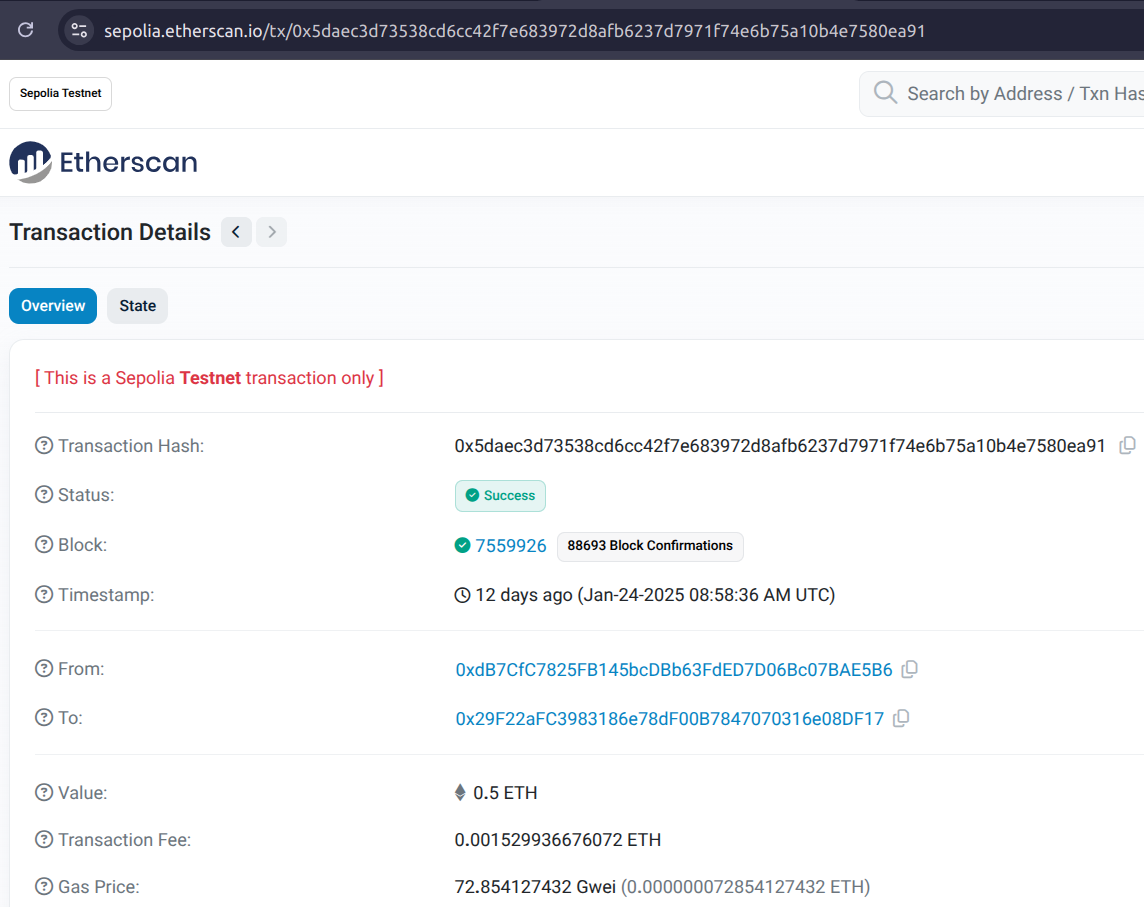 sepolia.etherscan.io/tx/0x5daec3d73538cd6cc42f7e683972d8afb6237d7971f74e6b75a10b4e7580ea91
Sepolia Testnet
Search by Address / Txn Has
Etherscan
Transaction Details
Overview State
[ This is a Sepolia Testnet transaction only ]
Transaction Hash: 0x5daec3d73538cd6cc42f7e683972d8afb6237d7971f74e6b75a10b4e7580ea91
Status: Success
Block: 7559926 88693 Block Confirmations
Timestamp: 12 days ago (Jan-24-2025 08:58:36 AM UTC)
From: 0xdB7CfC7825FB145bcDBb63FdED7D06Bc07BAE5B6
To: 0x29F22aFC3983186e78dF00B7847070316e08DF17
Value: 0.5 ETH
Transaction Fee: 0.001529936676072 ETH
Gas Price: 72.854127432 Gwei (0.000000072854127432 ETH)